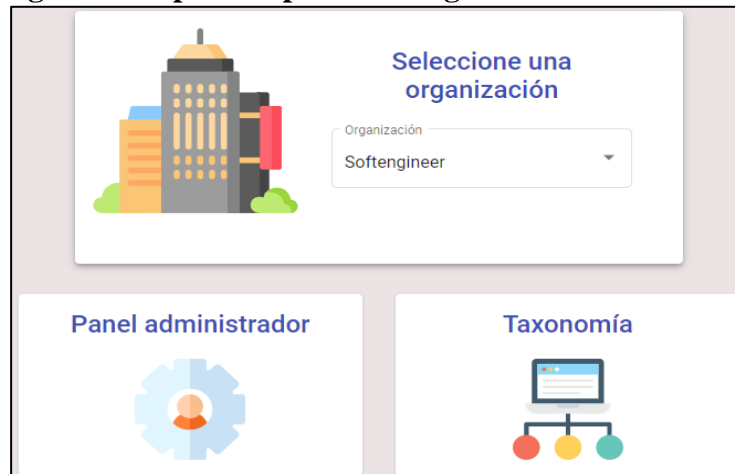 Seleccione una
organización
Organización
Softengineer
Panel administrador
Taxonomía